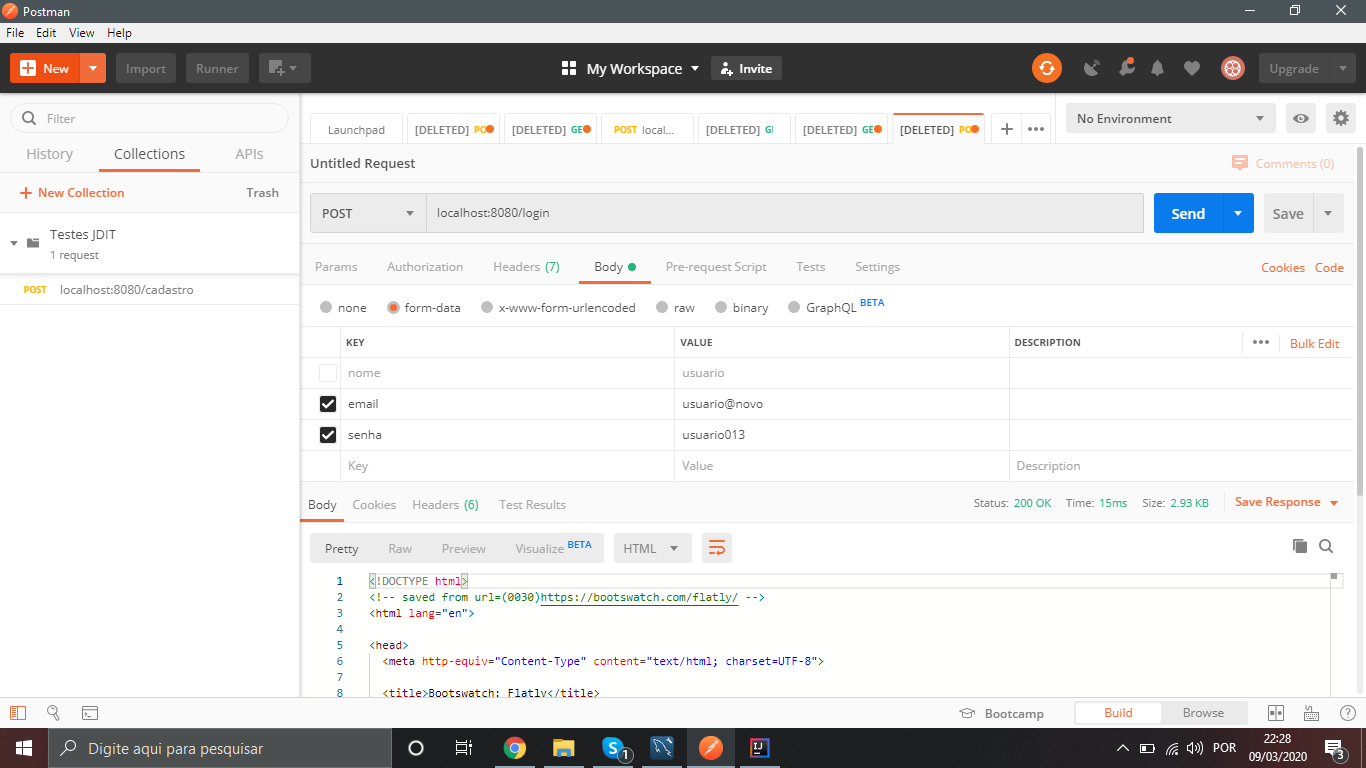 Postman
File Edit View Help
New Import Runner My Workspace Invite Upgrade
Filter
History Collections APIs
New Collection Trash
Testes JDIT
1 request
POST localhost:8080/cadastro
Launchpad [DELETED] PO [DELETED] GE POST local... [DELETED] G [DELETED] GE [DELETED] PO
No Environment
Untitled Request Comments (0)
POST localhost:8080/login Send Save
Params Authorization Headers (7) Body Pre-request Script Tests Settings Cookies Code
none form-data x-www-form-urlencoded raw binary GraphQL BETA
KEY VALUE DESCRIPTION Bulk Edit
nome usuario
email usuario@novo
senha usuario013
Key Value Description
Body Cookies Headers (6) Test Results Status: 200 OK Time: 15ms Size: 2.93 KB Save Response
Pretty Raw Preview Visualize BETA HTML
1 <!DOCTYPE html>
2 <!-- saved from url=(0030)https://bootswatch.com/flatly/ -->
3 <html lang="en">
4
5 <head>
6 <meta http-equiv="Content-Type" content="text/html; charset=UTF-8">
7
8 <title>Bootswatch: Flatly</title>
Bootcamp Build Browse
Digite aqui para pesquisar
1
POR
22:28
09/03/2020
3